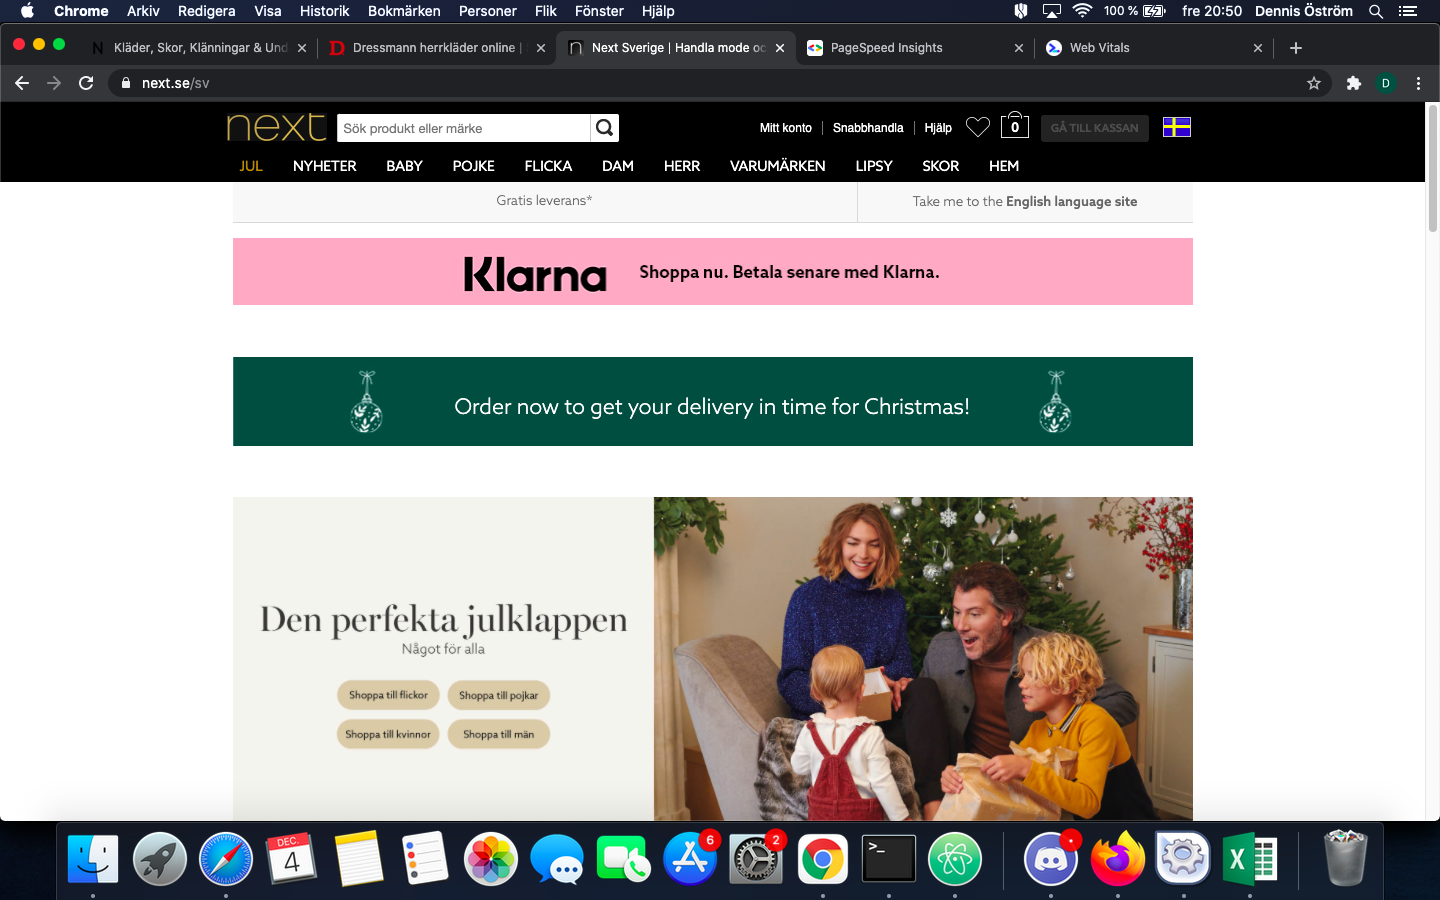 Chrome Arkiv Redigera Visa Historik Bokmärken Personer Flik Fönster Hjälp 100 % fre 20:50 Dennis Öström
Kläder, Skor, Klänningar & Und Dressmann herrkläder online | Next Sverige | Handla mode oc PageSpeed Insights Web Vitals
next.se/sv D
next Sök produkt eller märke Mitt konto Snabbhandla Hjälp 0 GÅ TILL KASSAN
JUL NYHETER BABY POJKE FLICKA DAM HERR VARUMÄRKEN LIPSY SKOR HEM
Gratis leverans* Take me to the English language site
Klarna Shoppa nu. Betala senare med Klarna.
Order now to get your delivery in time for Christmas!
Den perfekta julklappen
Något för alla
Shoppa till flickor Shoppa till pojkar
Shoppa till kvinnor Shoppa till män
DEC.
4
6
2